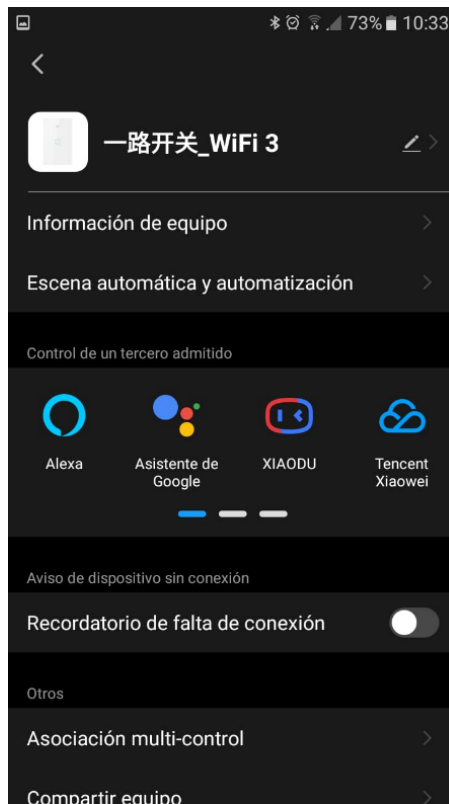 73% 10:33
一路开关_WiFi 3
Información de equipo
Escena automática y automatización
Control de un tercero admitido
Alexa
Asistente de
Google
XIAODU
Tencent
Xiaowei
Aviso de dispositivo sin conexión
Recordatorio de falta de conexión
Otros
Asociación multi-control
Compartir equipo